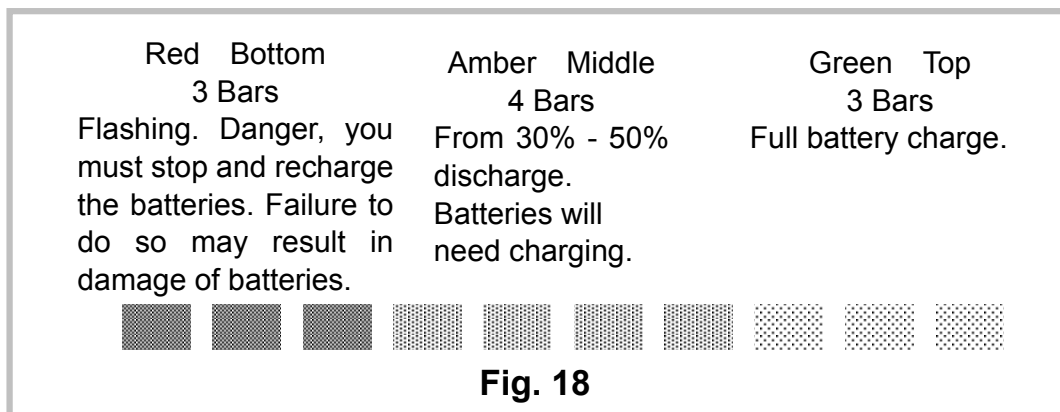 Red Bottom
3 Bars
Flashing. Danger, you
must stop and recharge
the batteries. Failure to
do so may result in
damage of batteries.
Amber Middle
4 Bars
From 30% - 50%
discharge.
Batteries will
need charging.
Green Top
3 Bars
Full battery charge.
Fig. 18